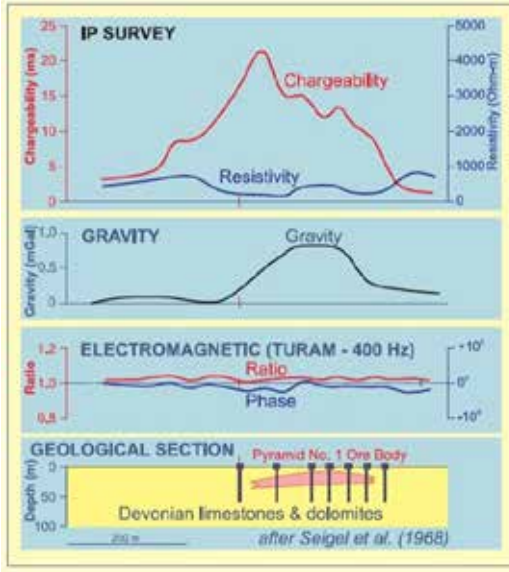 IP SURVEY
25
20
15
10
5
0
Chargeability (ms)
Chargeability
Resistivity
5000
4000
3000
2000
1000
0
Resistivity (Ohm-m)
GRAVITY
1.0
0.5
0
Gravity (mGal)
Gravity
ELECTROMAGNETIC (TURAM - 400 Hz)
1.2
1.0
0.8
Ratio
Ratio
Phase
+10°
0°
-10°
GEOLOGICAL SECTION
Pyramid No. 1 Ore Body
0
50
100
Depth (m)
Devonian limestones & dolomites
200 m
after Seigel et al. (1968)